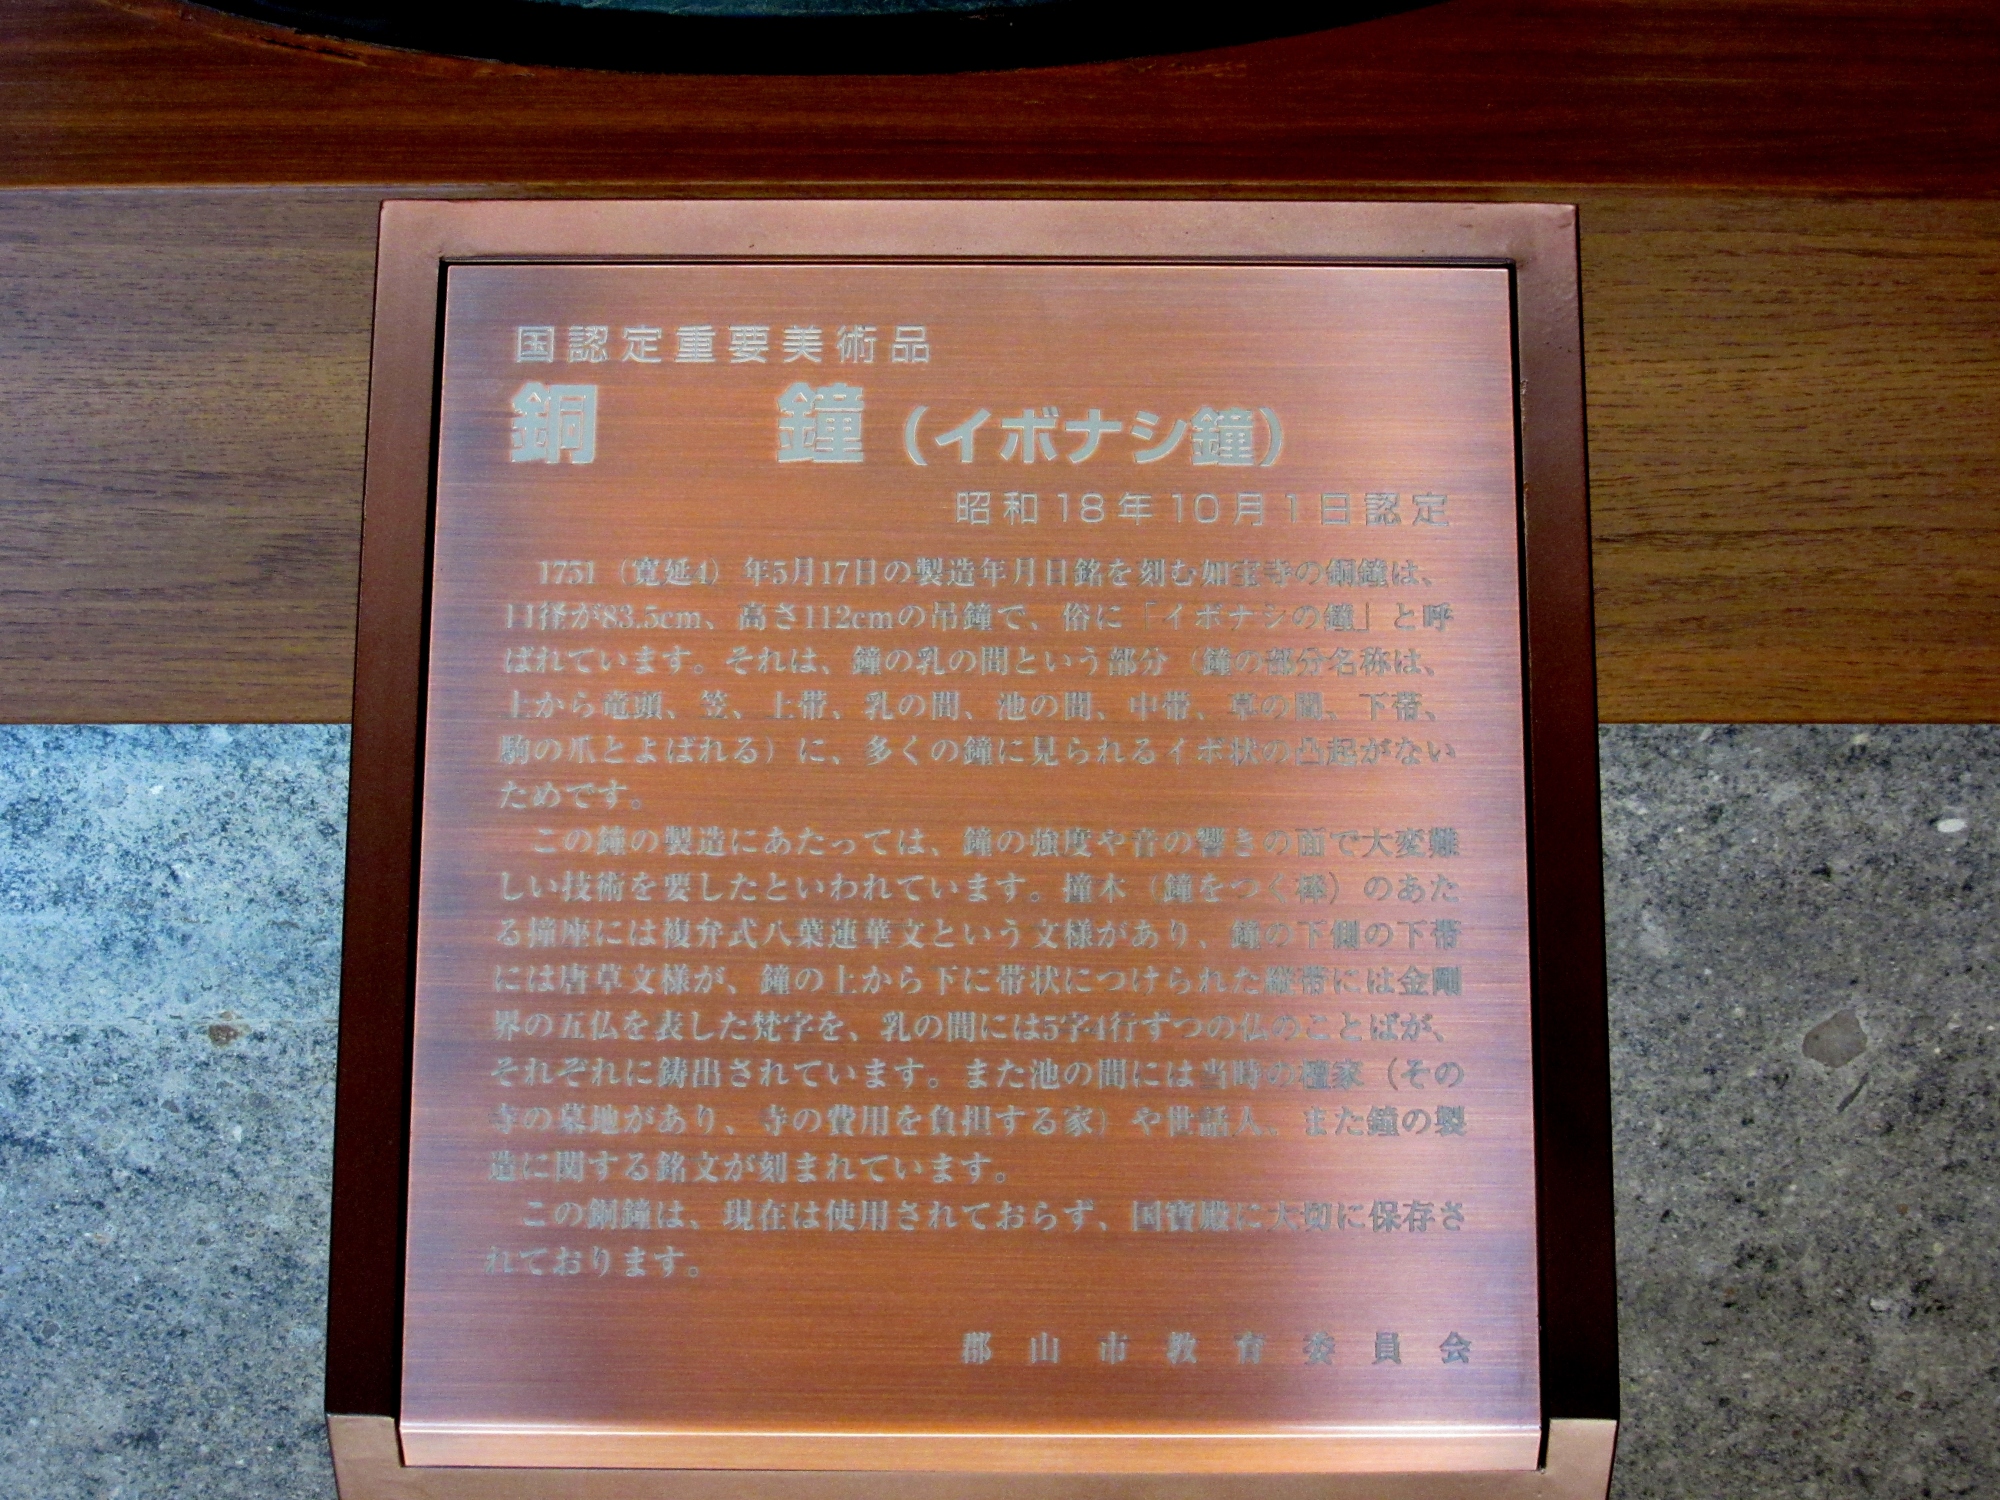 国認定重要美術品
銅　鐘（イボナシ鐘）
昭和18年10月1日認定
1751（寛延4）年5月17日の製造年月日銘を刻む如宝寺の銅鐘は、
口径が83.5cm、高さ112cmの吊鐘で、俗に「イボナシの鐘」と呼
ばれています。それは、鐘の乳の間という部分（鐘の部分名称は、
上から竜頭、笠、上帯、乳の間、池の間、中帯、草の間、下帯、
駒の爪とよばれる）に、多くの鐘に見られるイボ状の凸起がない
ためです。
この鐘の製造にあたっては、鐘の強度や音の響きの面で大変難
しい技術を要したといわれています。撞木（鐘をつく棒）のあた
る撞座には複弁式八葉蓮華文という文様があり、鐘の下側の下帯
には唐草文様が、鐘の上から下に帯状につけられた縦帯には金剛
界の五仏を表した梵字を、乳の間には5字4行ずつの仏のことばが、
それぞれに鋳出されています。また池の間には当時の檀家（その
寺の墓地があり、寺の費用を負担する家）や世話人、また鐘の製
造に関する銘文が刻まれています。
この銅鐘は、現在は使用されておらず、国寶殿に大切に保存さ
れております。
郡山市教育委員会